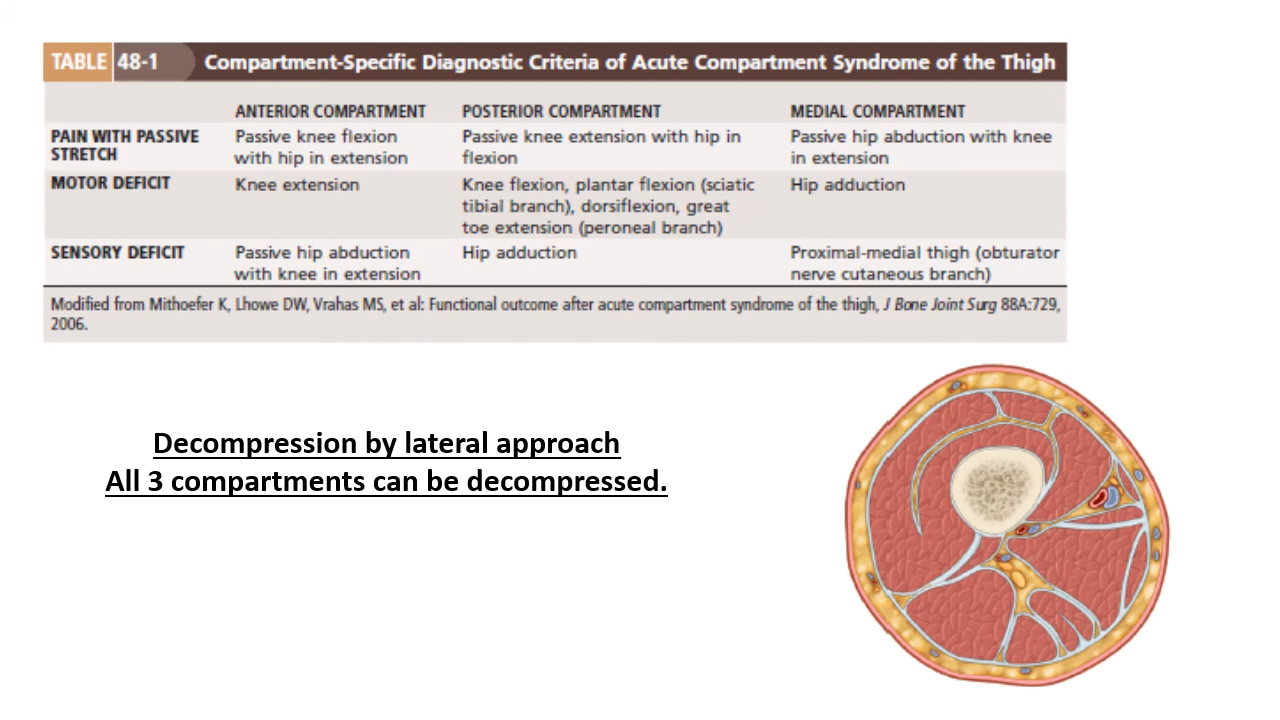 TABLE 48-1 Compartment-Specific Diagnostic Criteria of Acute Compartment Syndrome of the Thigh
ANTERIOR COMPARTMENT POSTERIOR COMPARTMENT MEDIAL COMPARTMENT
PAIN WITH PASSIVE Passive knee flexion Passive knee extension with hip in Passive hip abduction with knee
STRETCH with hip in extension flexion in extension
MOTOR DEFICIT Knee extension Knee flexion, plantar flexion (sciatic Hip adduction
tibial branch), dorsiflexion, great
toe extension (peroneal branch)
SENSORY DEFICIT Passive hip abduction Hip adduction Proximal-medial thigh (obturator
with knee in extension nerve cutaneous branch)
Modified from Mithoefer K, Lhowe DW, Vrahas MS, et al: Functional outcome after acute compartment syndrome of the thigh, J Bone Joint Surg 88A:729,
2006.
Decompression by lateral approach
All 3 compartments can be decompressed.